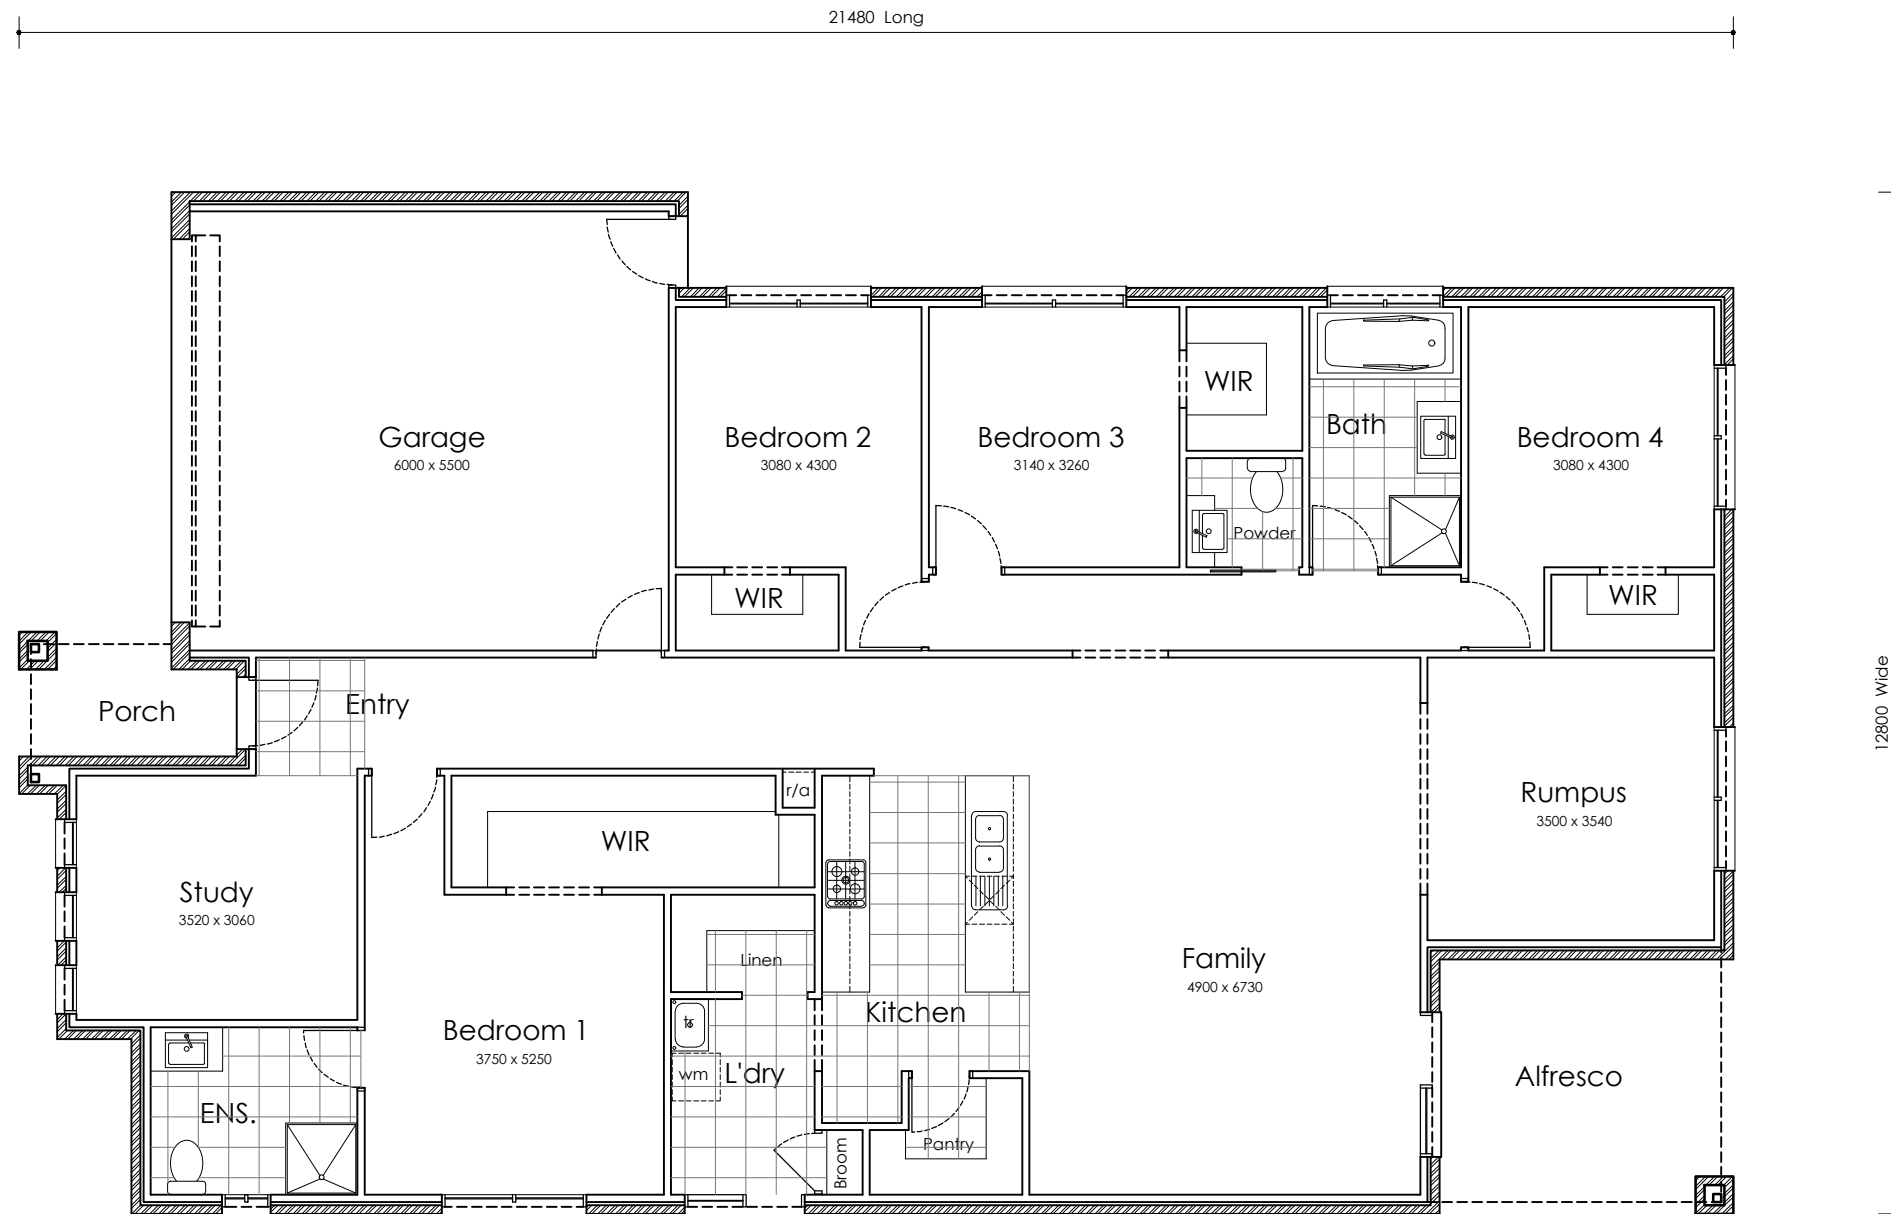 21480 Long
12800 Wide
Garage
6000 x 5500
Bedroom 2
3080 x 4300
Bedroom 3
3140 x 3260
WIR
Bath
Bedroom 4
3080 x 4300
Powder
WIR
WIR
Porch
Entry
r/a
WIR
Rumpus
3500 x 3540
Study
3520 x 3060
Linen
Family
4900 x 6730
Kitchen
Bedroom 1
3750 x 5250
tr
wm
L'dry
Alfresco
ENS.
Broom
Pantry